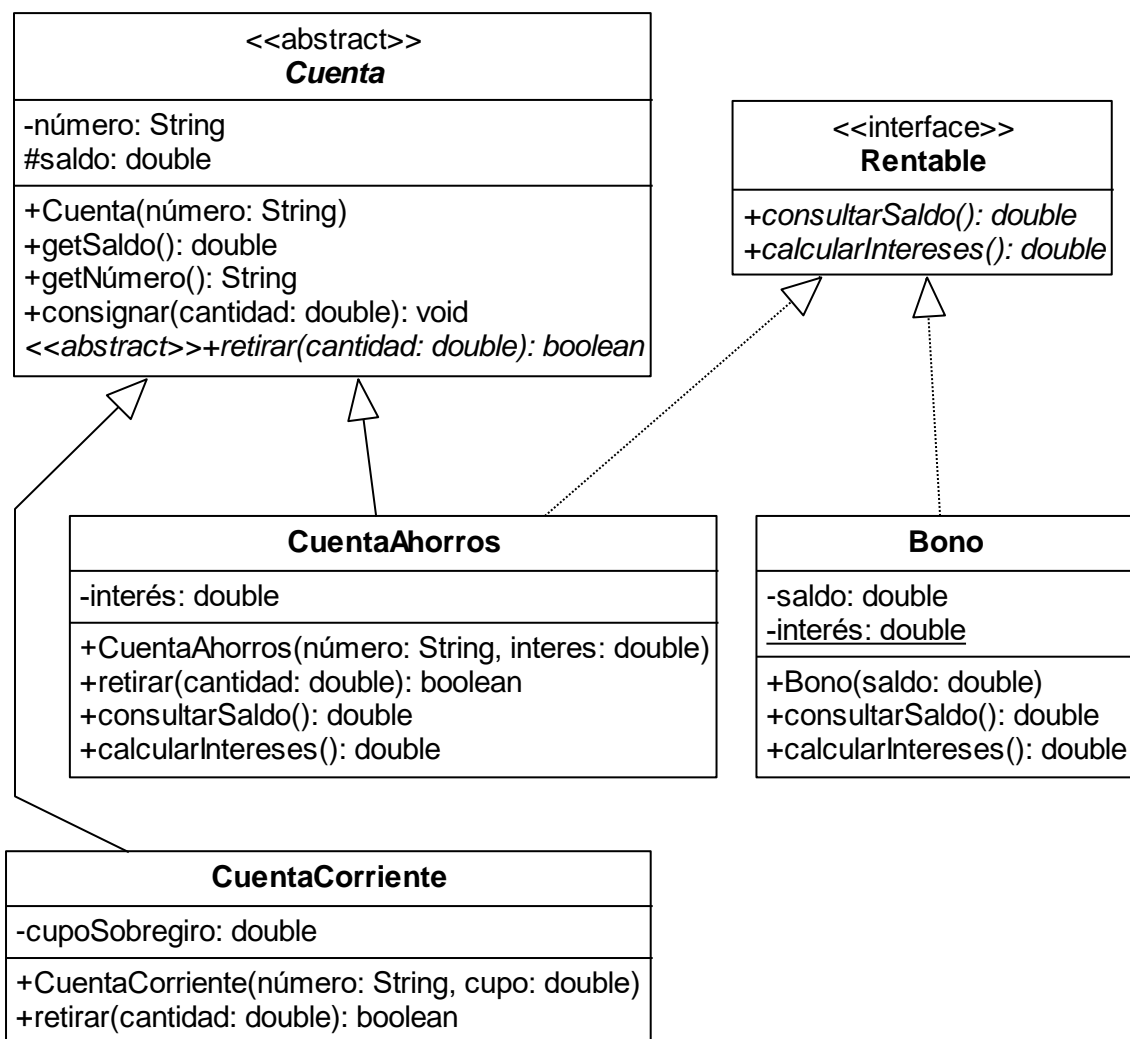 <<abstract>>
Cuenta
-número: String
#saldo: double
+Cuenta(número: String)
+getSaldo(): double
+getNúmero(): String
+consignar(cantidad: double): void
<<abstract>>+retirar(cantidad: double): boolean
<<interface>>
Rentable
+consultarSaldo(): double
+calcularIntereses(): double
CuentaAhorros
-interés: double
+CuentaAhorros(número: String, interes: double)
+retirar(cantidad: double): boolean
+consultarSaldo(): double
+calcularIntereses(): double
Bono
-saldo: double
-interés: double
+Bono(saldo: double)
+consultarSaldo(): double
+calcularIntereses(): double
CuentaCorriente
-cupoSobregiro: double
+CuentaCorriente(número: String, cupo: double)
+retirar(cantidad: double): boolean